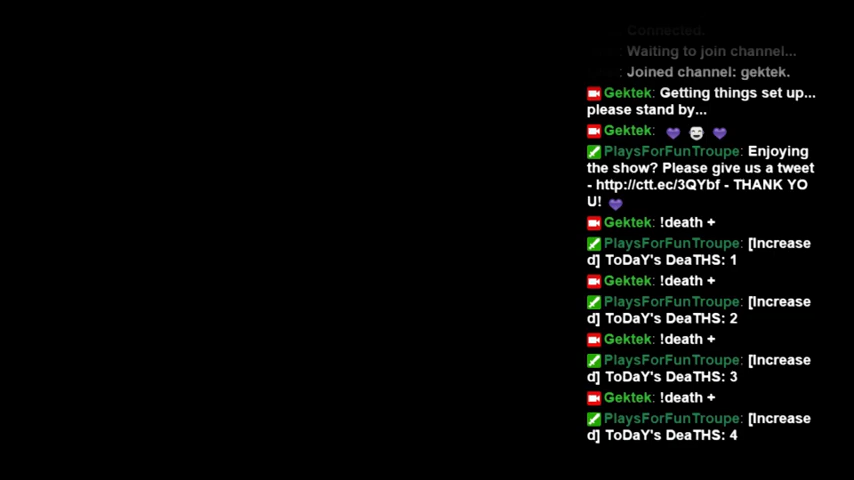 Connected.
Waiting to join channel...
Joined channel: gektek.
Gektek: Getting things set up...
please stand by...
Gektek:
PlaysForFunTroupe: Enjoying
the show? Please give us a tweet
- http://ctt.ec/3QYbf - THANK YO
U!
Gektek: !death +
PlaysForFunTroupe: [Increase
d] ToDaY's DeaTHS: 1
Gektek: !death +
PlaysForFunTroupe: [Increase
d] ToDaY's DeaTHS: 2
Gektek: !death +
PlaysForFunTroupe: [Increase
d] ToDaY's DeaTHS: 3
Gektek: !death +
PlaysForFunTroupe: [Increase
d] ToDaY's DeaTHS: 4